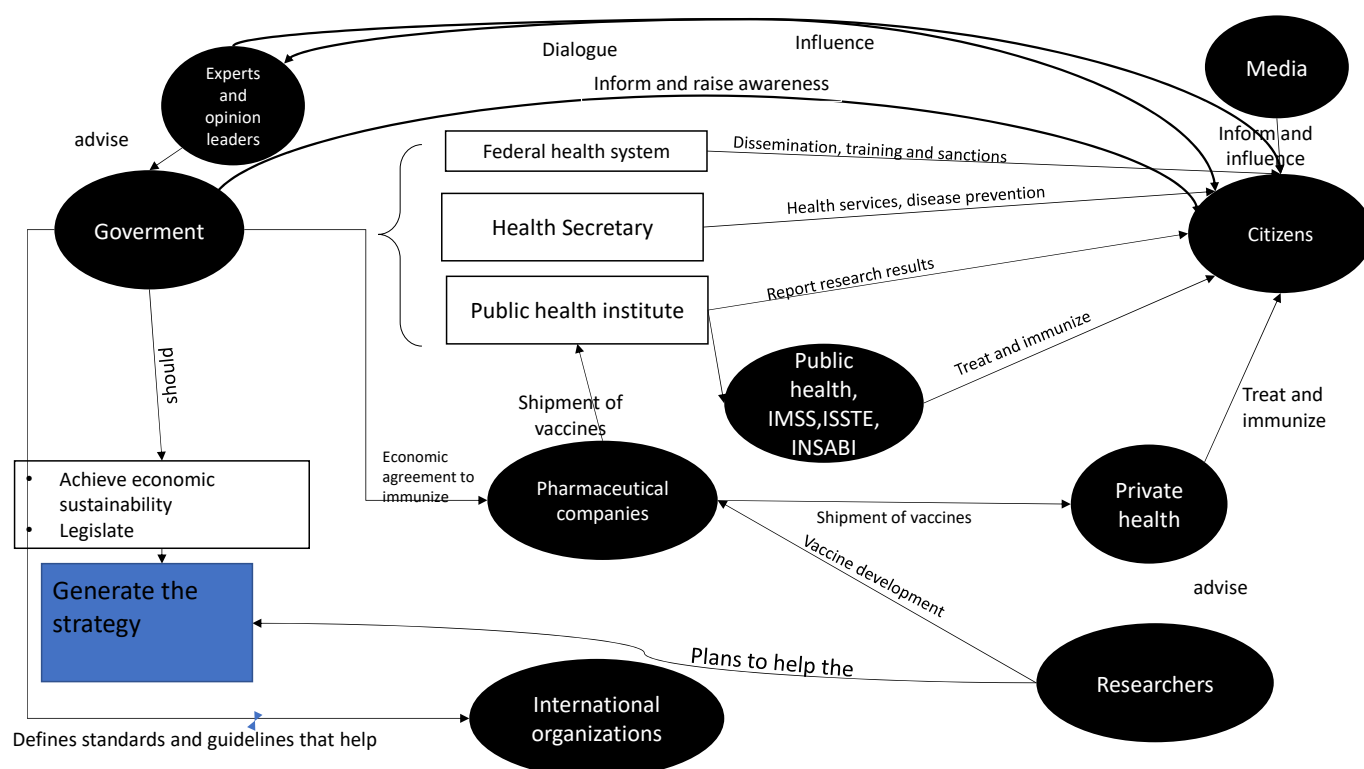 Dialogue
Influence
Experts
and
opinion
leaders
Media
Inform and raise awareness
advise
Federal health system
Dissemination, training and sanctions
Inform and
influence
Goverment
Health Secretary
Health services, disease prevention
Citizens
Public health institute
Report research results
should
Shipment of
vaccines
Public
health,
IMSS,ISSTE,
INSABI
Treat and immunize
Treat and
immunize
• Achieve economic
sustainability
• Legislate
Economic
agreement to
immunize
Pharmaceutical
companies
Shipment of vaccines
Private
health
Generate the
strategy
Vaccine development
advise
Plans to help the
Researchers
International
organizations
Defines standards and guidelines that help